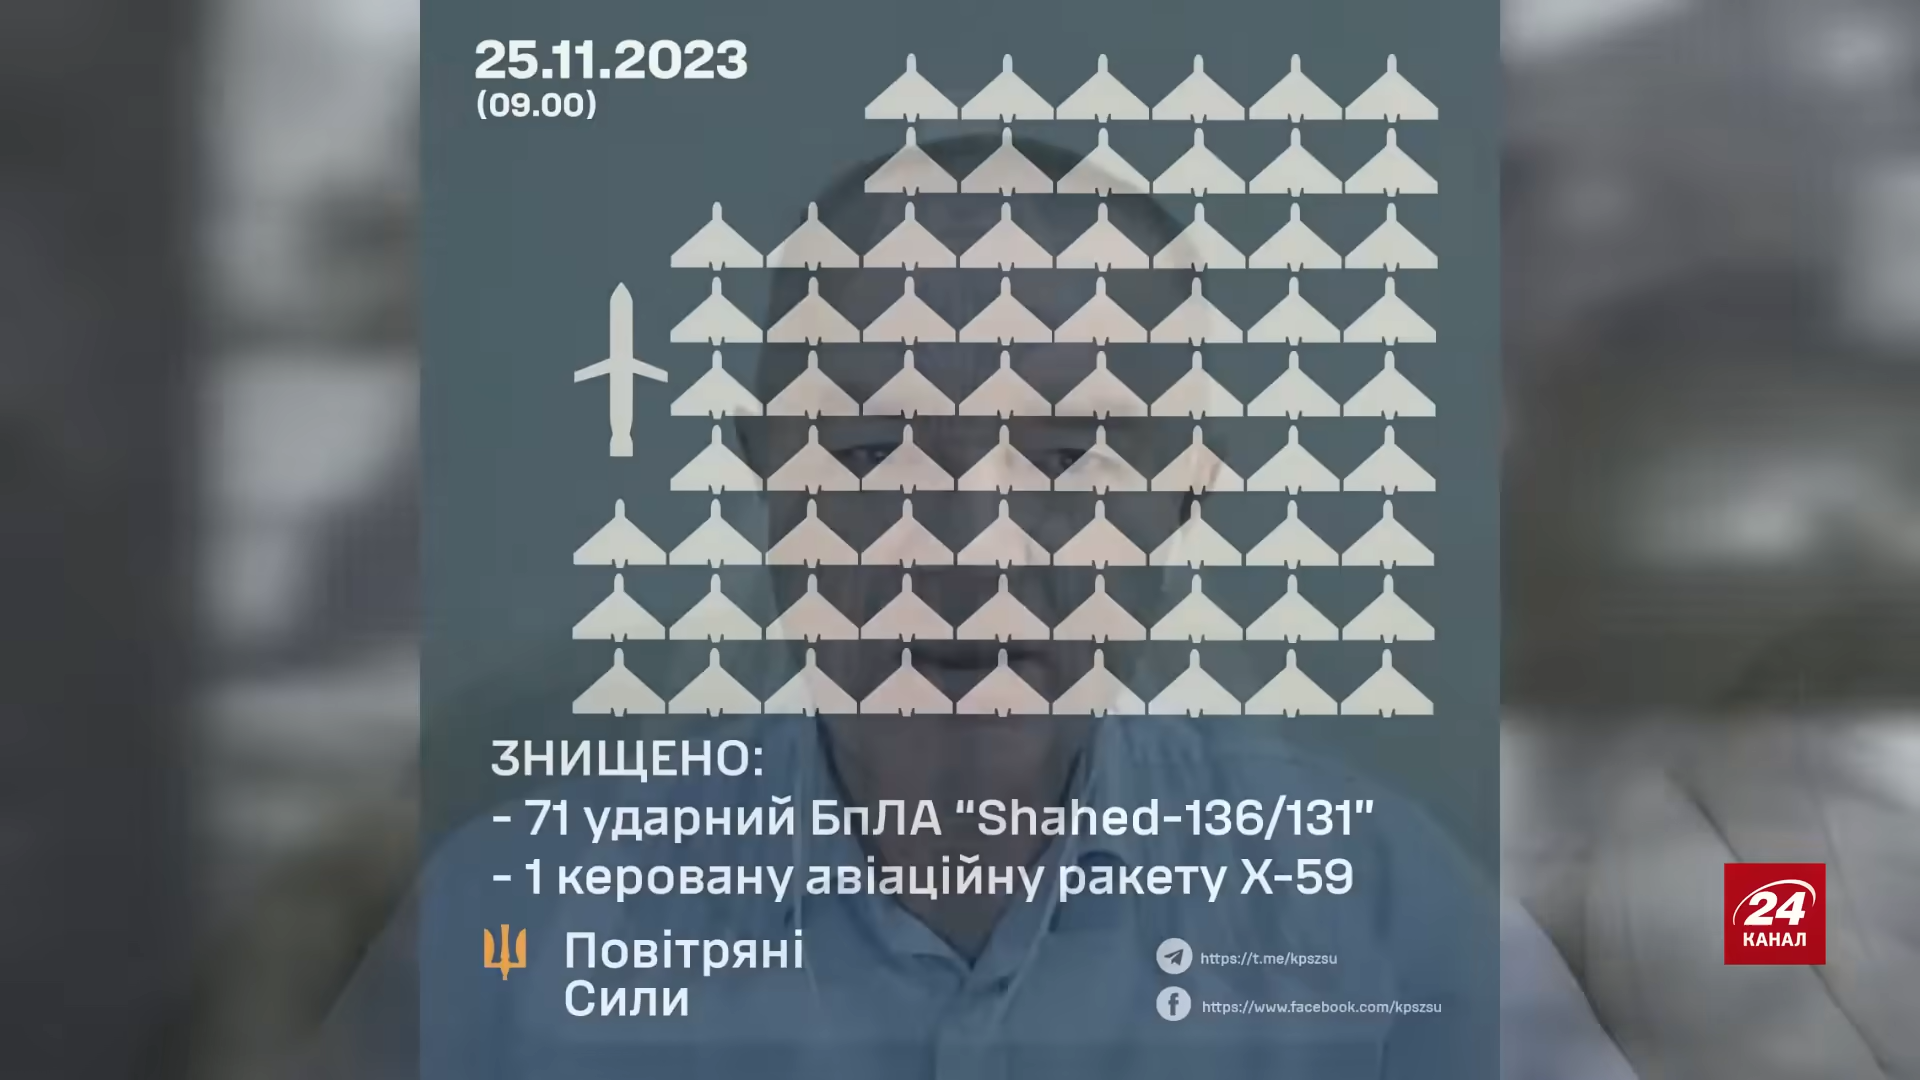 25.11.2023
(09.00)
ЗНИЩЕНО:
- 71 ударний БпЛА “Shahed-136/131”
- 1 керовану авіаційну ракету Х-59
Повітряні
Сили
https://t.me/kpszsu
https://www.facebook.com/kpszsu
24
КАНАЛ